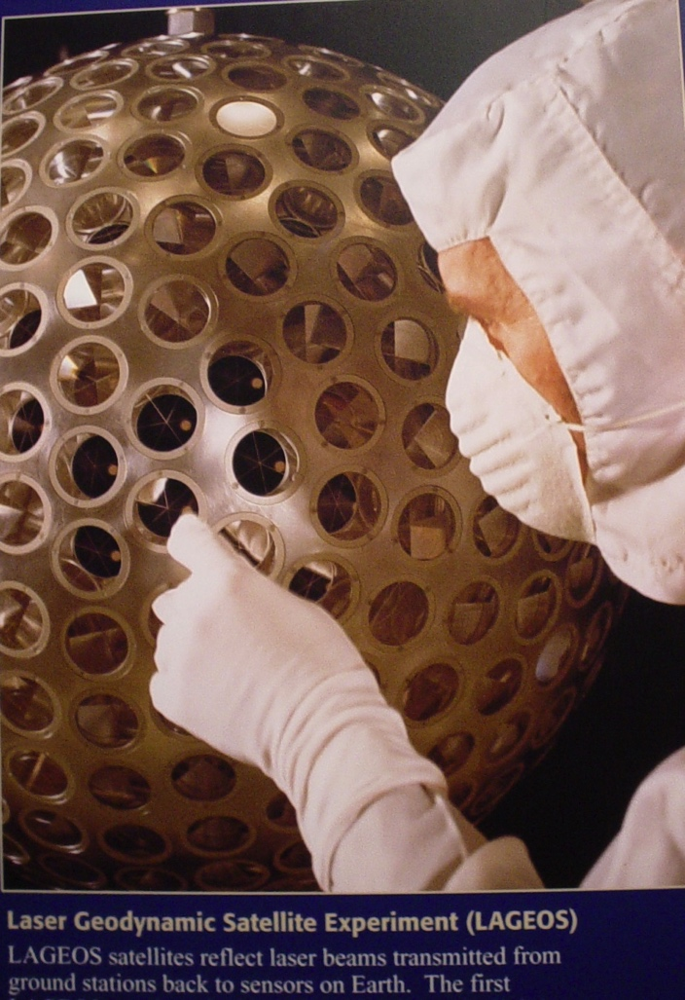 Laser Geodynamic Satellite Experiment (LAGEOS)
LAGEOS satellites reflect laser beams transmitted from
ground stations back to sensors on Earth. The first